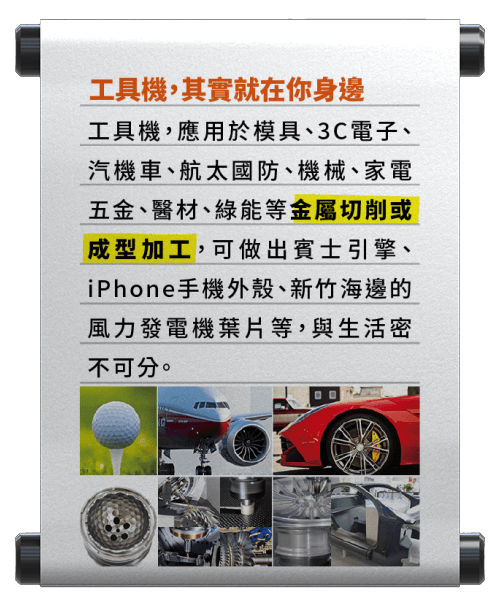 工具機，其實就在你身邊
工具機，應用於模具、3C電子、
汽機車、航太國防、機械、家電
五金、醫材、綠能等金屬切削或
成型加工，可做出賓士引擎、
iPhone手機外殼、新竹海邊的
風力發電機葉片等，與生活密
不可分。